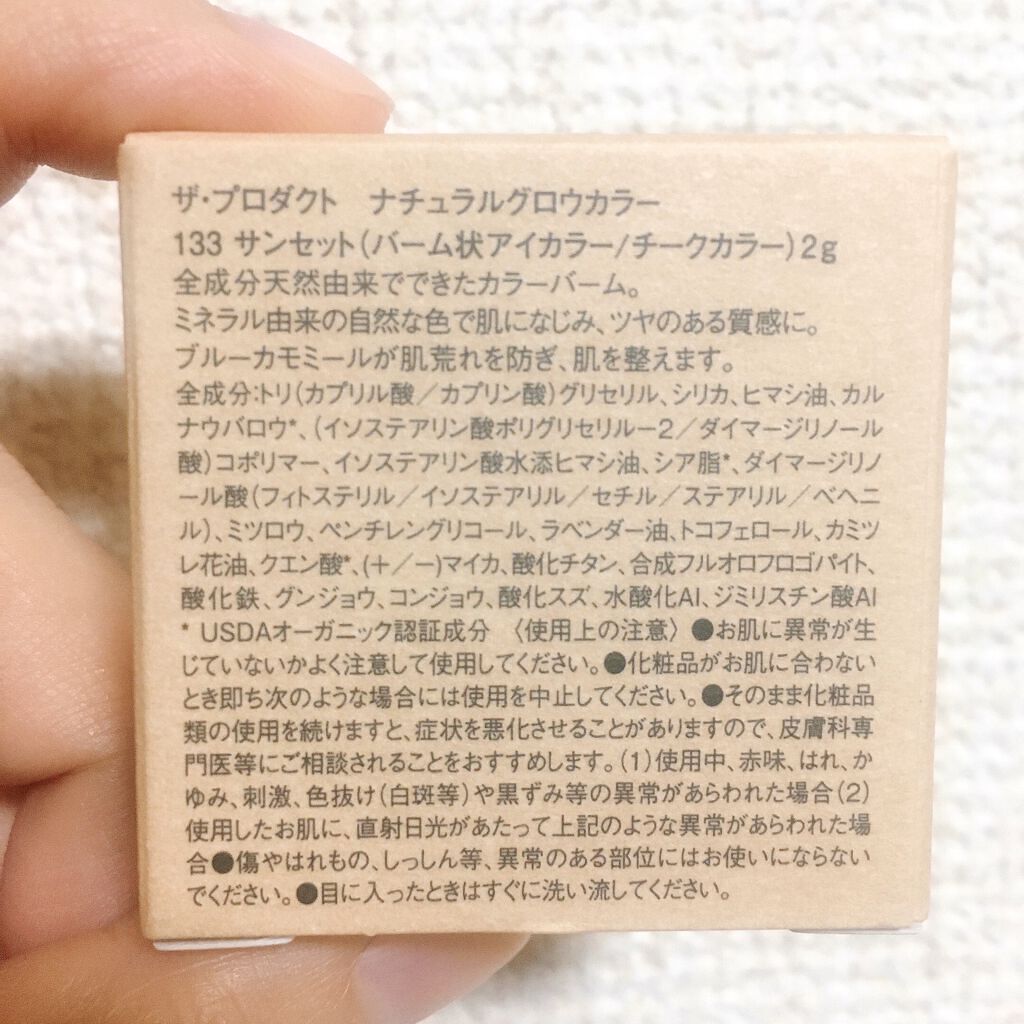 ザ・プロダクト　ナチュラルグロウカラー
133 サンセット(バーム状アイカラー/チークカラー)2g
全成分天然由来でできたカラーバーム。
ミネラル由来の自然な色で肌になじみ、ツヤのある質感に。
ブルーカモミールが肌荒れを防ぎ、肌を整えます。
全成分:トリ(カプリル酸／カプリン酸)グリセリル、シリカ、ヒマシ油、カル
ナウバロウ*、(イソステアリン酸ポリグリセリル－2／ダイマージリノール
酸)コポリマー、イソステアリン酸水添ヒマシ油、シア脂*、ダイマージリノ
ール酸(フィトステリル／イソステアリル／セチル／ステアリル／ベヘニ
ル)、ミツロウ、ペンチレングリコール、ラベンダー油、トコフェロール、カミツ
レ花油、クエン酸*、(＋／－)マイカ、酸化チタン、合成フルオロフロゴパイト、
酸化鉄、グンジョウ、コンジョウ、酸化スズ、水酸化Al、ジミリスチン酸Al
* USDAオーガニック認証成分 〈使用上の注意〉●お肌に異常が生
じていないかよく注意して使用してください。●化粧品がお肌に合わない
とき即ち次のような場合には使用を中止してください。●そのまま化粧品
類の使用を続けますと、症状を悪化させることがありますので、皮膚科専
門医等にご相談されることをおすすめします。(1)使用中、赤味、はれ、か
ゆみ、刺激、色抜け(白斑等)や黒ずみ等の異常があらわれた場合(2)
使用したお肌に、直射日光があたって上記のような異常があらわれた場
合●傷やはれもの、しっしん等、異常のある部位にはお使いにならない
でください。●目に入ったときはすぐに洗い流してください。